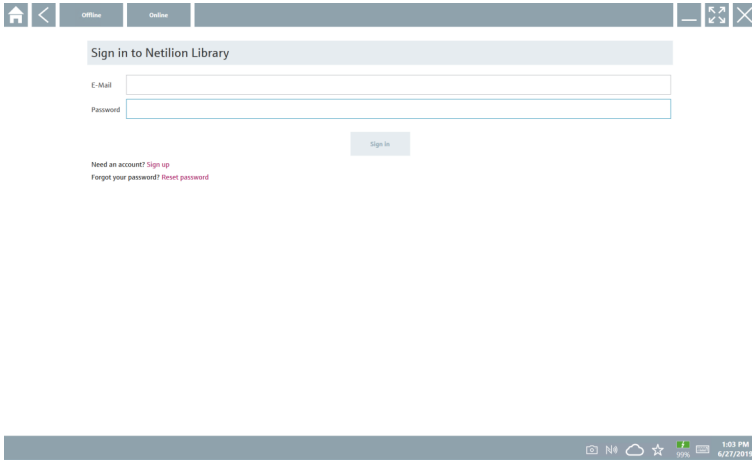 Offline Online
Sign in to Netilion Library
E-Mail
Password
Sign in
Need an account? Sign up
Forgot your password? Reset password
99%
1:03 PM
6/27/2019